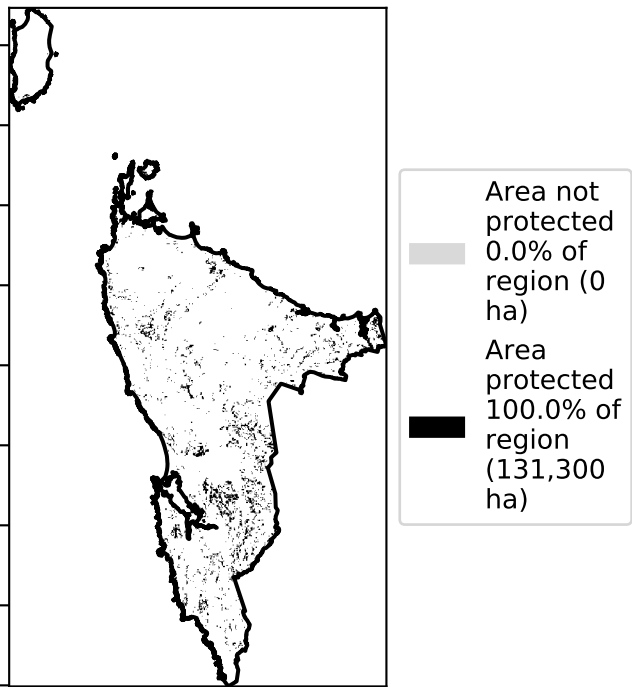 Area not
protected
0.0% of
region (0
ha)
Area
protected
100.0% of
region
(131,300
ha)